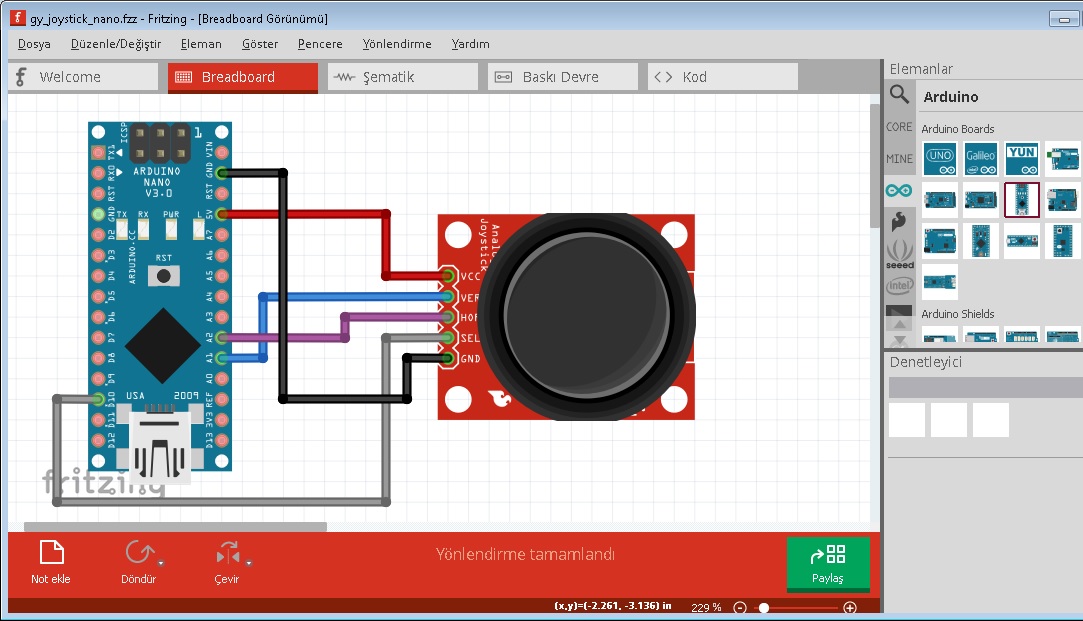 gy_joystick_nano.fzz - Fritzing - [Breadboard Görünümü]
Dosya Düzenle/Değiştir Eleman Göster Pencere Yönlendirme Yardım
Welcome Breadboard Şematik Baskı Devre Kod
Elemanlar
Arduino
CORE
MINE
Arduino Boards
UNO Galileo YUN
seeed
intel
Arduino Shields
Denetleyici
ICSP
1
TX1
RX0
RST
GND
D2
D3
D4
D5
D6
D7
D8
D9
D10
D11
D12
VIN
GND
RST
5V
A7
A6
A5
A4
A3
A2
A1
A0
REF
3V3
D13
ARDUINO
NANO
V3.0
TX RX PWR L
RST
ARDUINO.CC
USA 2009
VCC
VER
HOR
SEL
GND
fritzing
Not ekle Döndür Çevir
Yönlendirme tamamlandı
Paylaş
(x,y)=(-2.261, -3.136) in 229 %